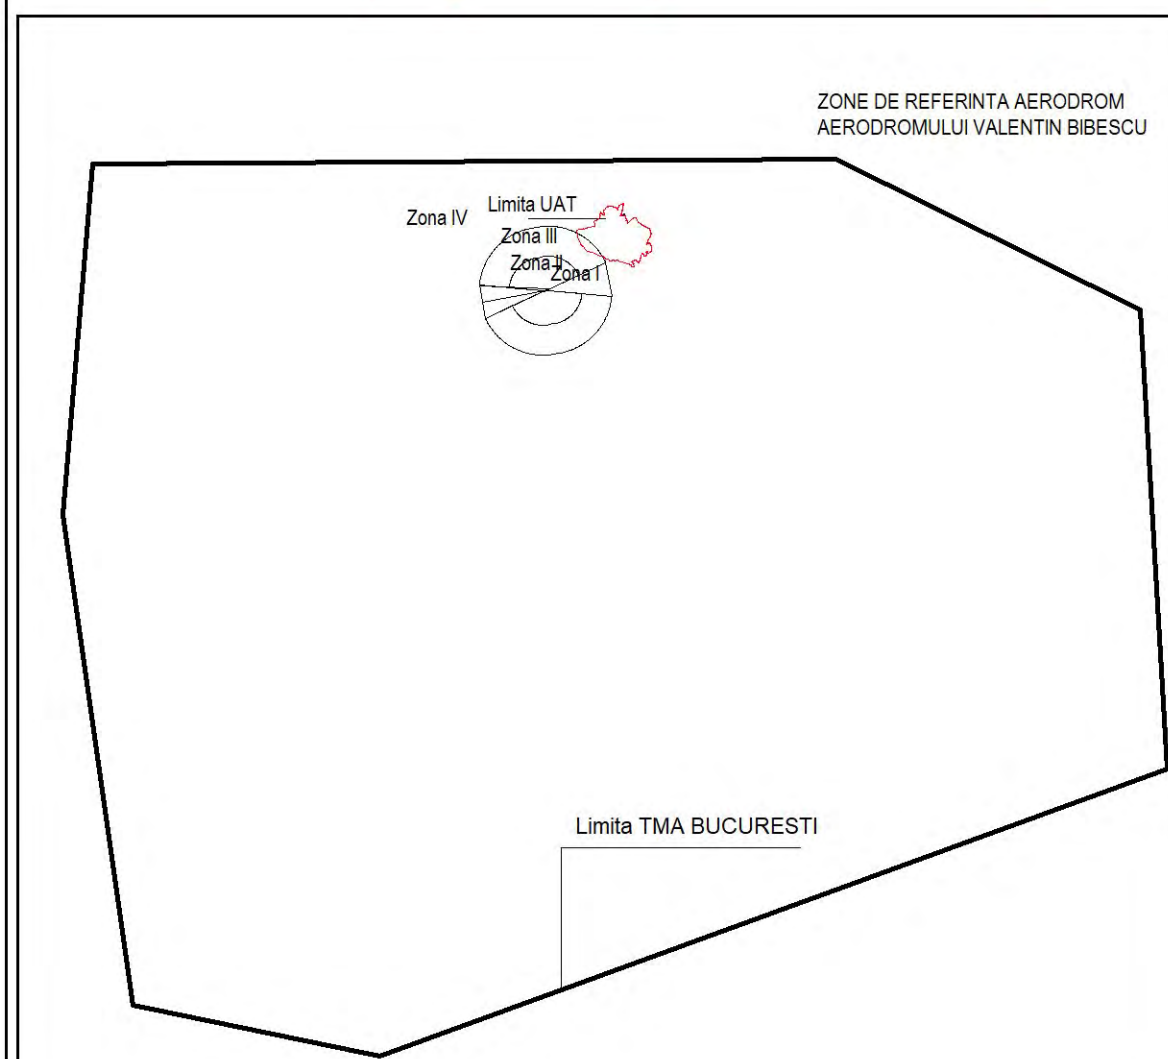 ZONE DE REFERINTA AERODROM
AERODROMULUI VALENTIN BIBESCU
Limita UAT
Zona IV
Zona III
Zona II
Zona I
Limita TMA BUCURESTI